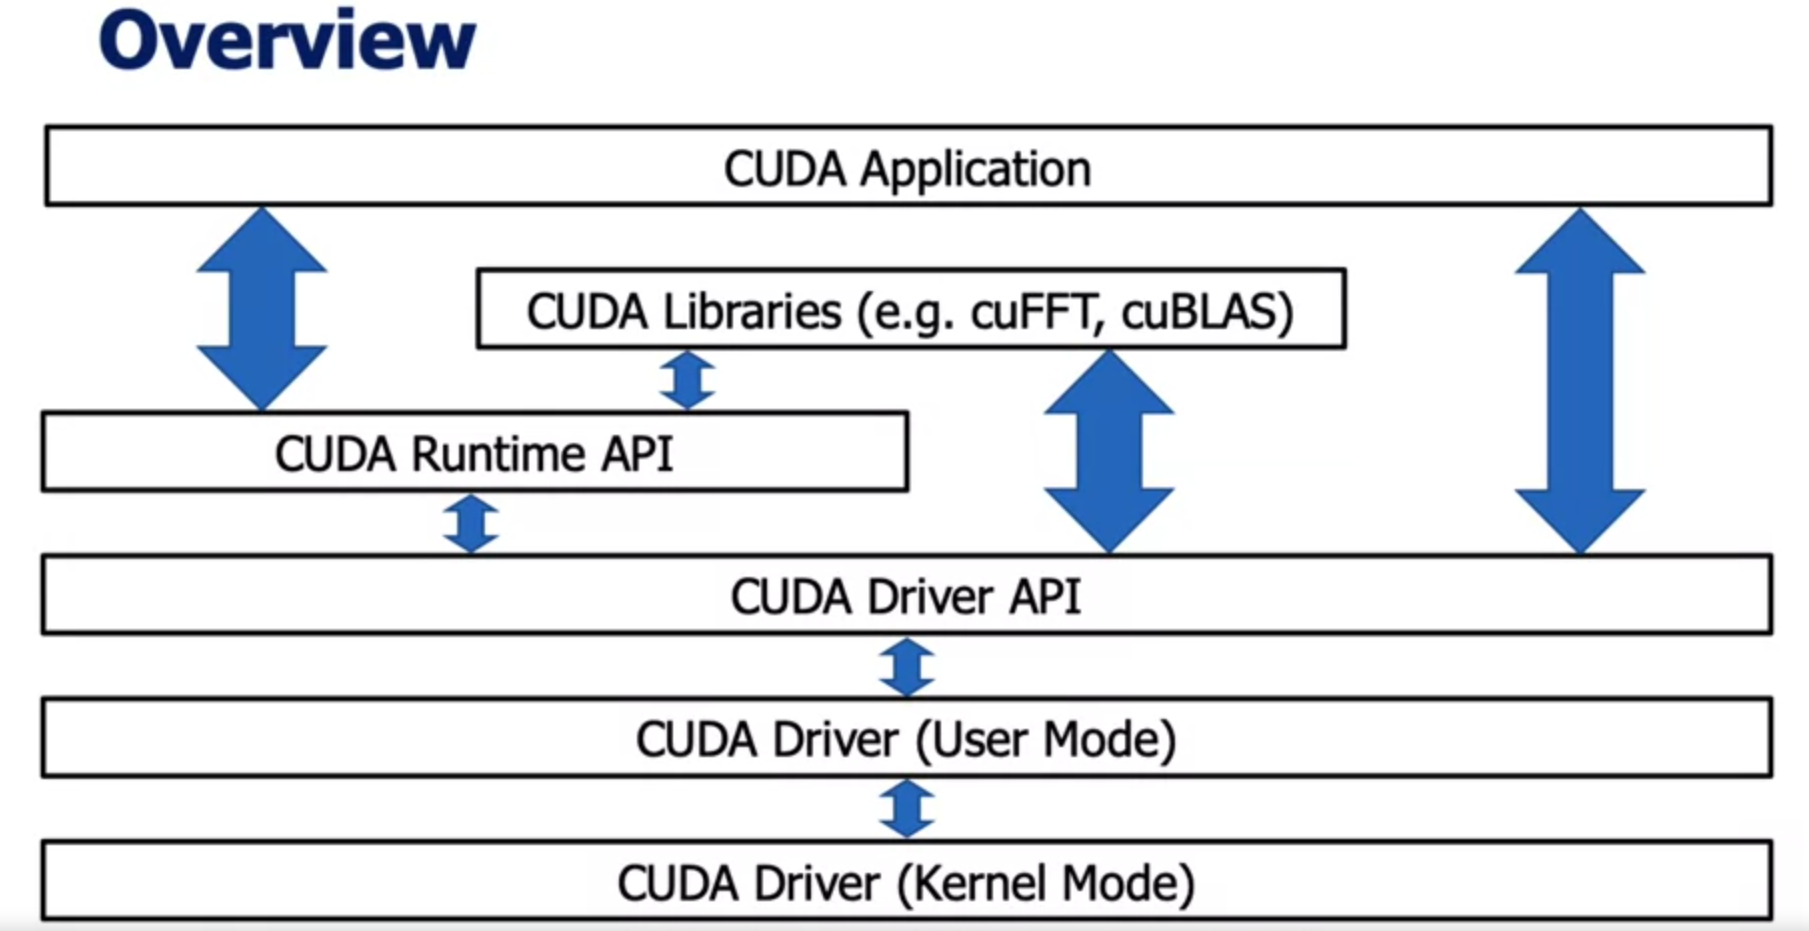 Overview
CUDA Application
CUDA Libraries (e.g. cuFFT, cuBLAS)
CUDA Runtime API
CUDA Driver API
CUDA Driver (User Mode)
CUDA Driver (Kernel Mode)